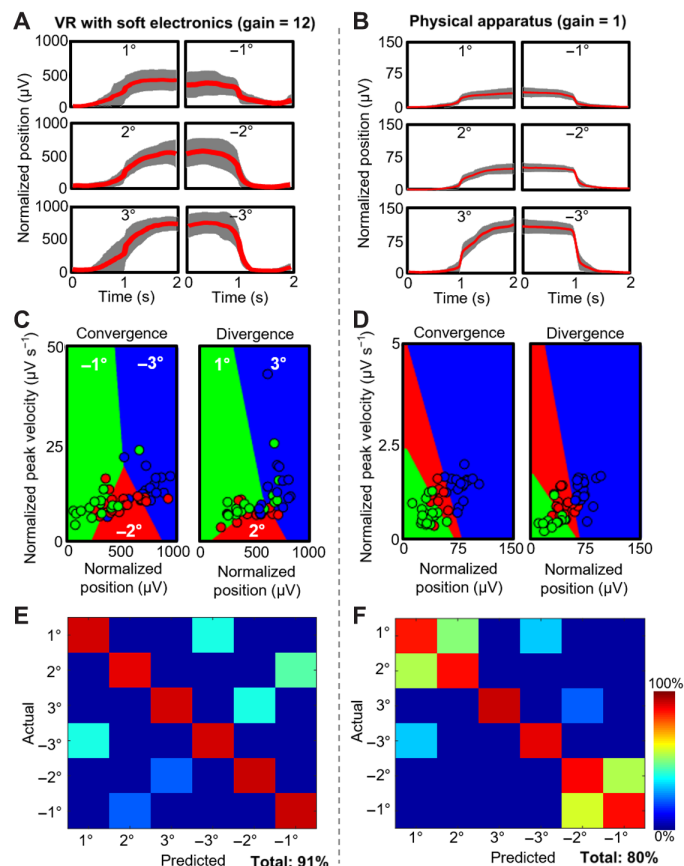 A VR with soft electronics (gain = 12)
B Physical apparatus (gain = 1)
1000 1° –1°
500
0
1000 2° –2°
500
0
1000 3° –3°
500
0
Normalized position (µV)
0 1 2 0 1 2
Time (s) Time (s)
150 1° –1°
75
0
150 2° –2°
75
0
150 3° –3°
75
0
Normalized position (µV)
0 1 2 0 1 2
Time (s) Time (s)
C Convergence Divergence
50 –1° –3° 1° 3°
25
0 –2° 2°
Normalized peak velocity (µV s⁻¹)
0 500 1000 0 500 1000
Normalized Normalized
position (µV) position (µV)
D Convergence Divergence
5
2.5
0
Normalized peak velocity (µV s⁻¹)
0 75 150 0 75 150
Normalized Normalized
position (µV) position (µV)
E
Actual
1°
2°
3°
–3°
–2°
–1°
1° 2° 3° –3° –2° –1°
Predicted Total: 91%
F
Actual
1°
2°
3°
–3°
–2°
–1°
1° 2° 3° –3° –2° –1°
Predicted Total: 80%
100%
0%